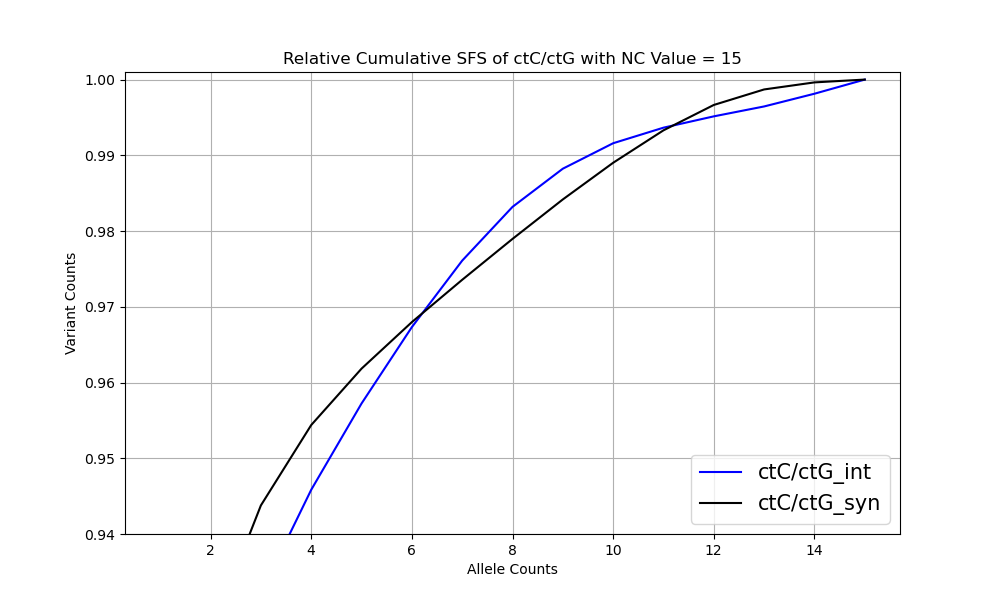 Relative Cumulative SFS of ctC/ctG with NC Value = 15
1.00
0.99
0.98
0.97
0.96
0.95
0.94
Variant Counts
2 4 6 8 10 12 14
Allele Counts
ctC/ctG_int
ctC/ctG_syn